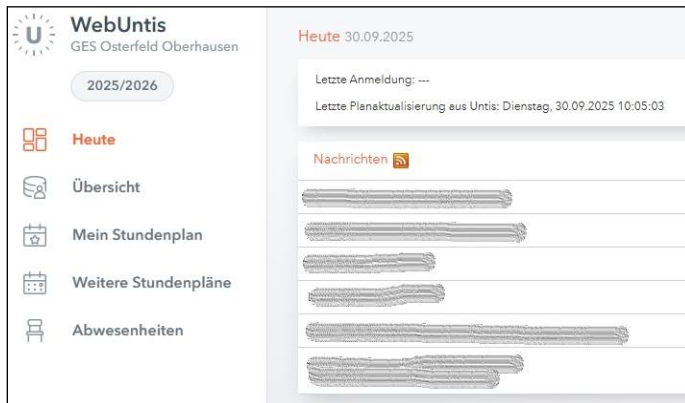 WebUntis
GES Osterfeld Oberhausen
2025/2026
Heute
Übersicht
Mein Stundenplan
Weitere Stundenpläne
Abwesenheiten
Heute 30.09.2025
Letzte Anmeldung: ---
Letzte Planaktualisierung aus Untis: Dienstag, 30.09.2025 10:05:03
Nachrichten